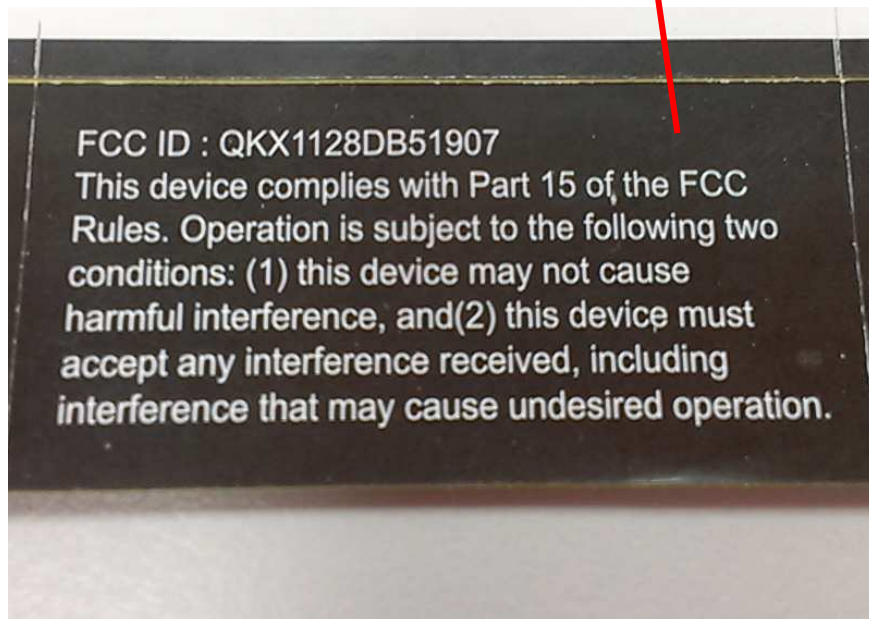 FCC ID : QKX1128DB51907
This device complies with Part 15 of the FCC
Rules. Operation is subject to the following two
conditions: (1) this device may not cause
harmful interference, and(2) this device must
accept any interference received, including
interference that may cause undesired operation.